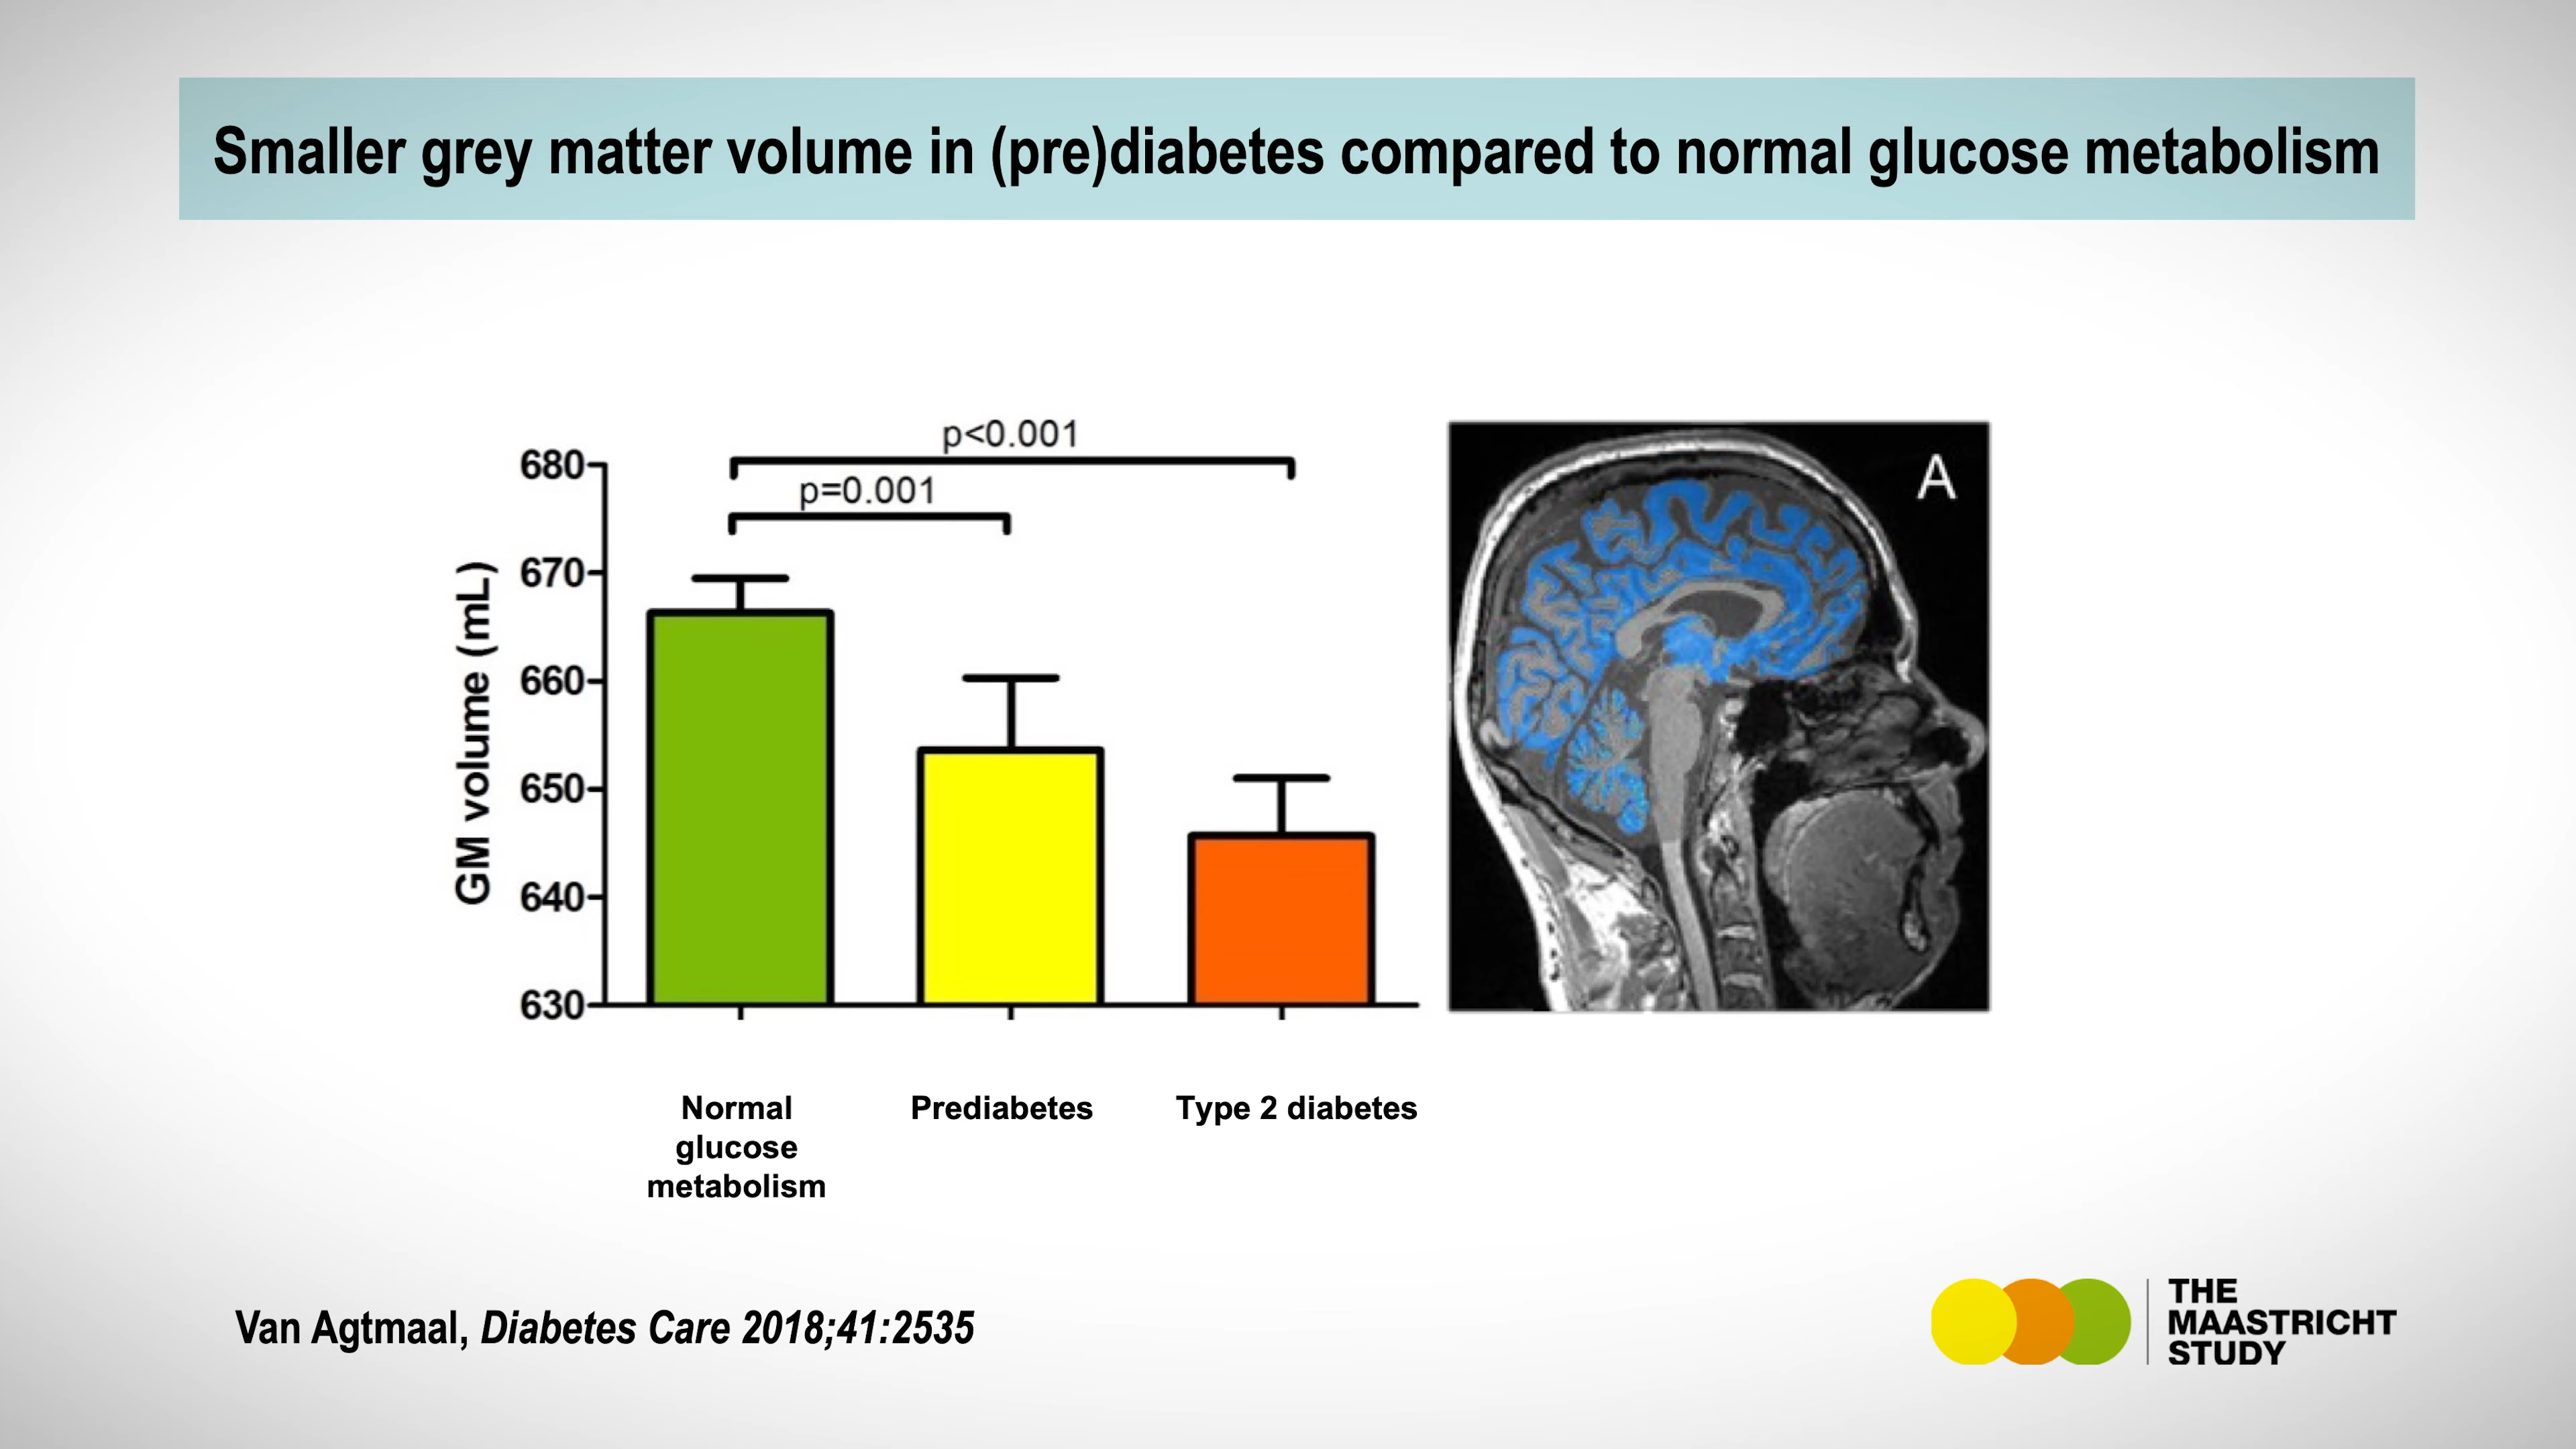 Smaller grey matter volume in (pre)diabetes compared to normal glucose metabolism
p<0.001
p=0.001
GM volume (mL)
680
670
660
650
640
630
A
Normal
glucose
metabolism
Prediabetes
Type 2 diabetes
Van Agtmaal, Diabetes Care 2018;41:2535
THE
MAASTRICHT
STUDY